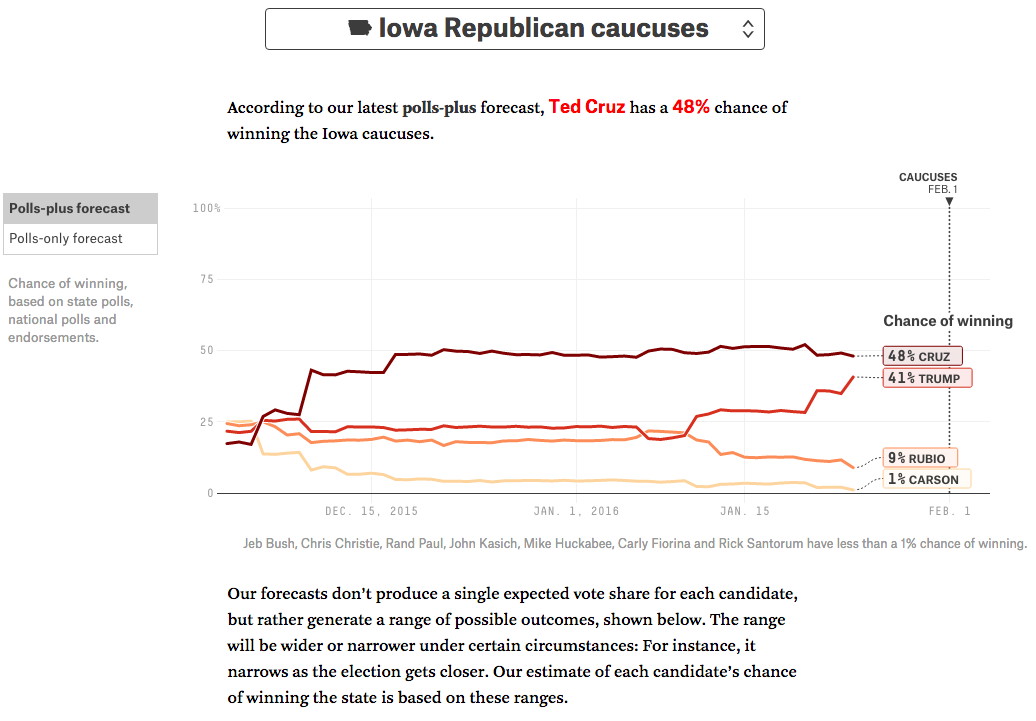 Iowa Republican caucuses
According to our latest polls-plus forecast, Ted Cruz has a 48% chance of
winning the Iowa caucuses.
CAUCUSES
FEB. 1
Polls-plus forecast
Polls-only forecast
Chance of winning,
based on state polls,
national polls and
endorsements.
100%
75
50
25
0
Chance of winning
48% CRUZ
41% TRUMP
9% RUBIO
1% CARSON
DEC. 15, 2015
JAN. 1, 2016
JAN. 15
FEB. 1
Jeb Bush, Chris Christie, Rand Paul, John Kasich, Mike Huckabee, Carly Fiorina and Rick Santorum have less than a 1% chance of winning.
Our forecasts don’t produce a single expected vote share for each candidate,
but rather generate a range of possible outcomes, shown below. The range
will be wider or narrower under certain circumstances: For instance, it
narrows as the election gets closer. Our estimate of each candidate’s chance
of winning the state is based on these ranges.